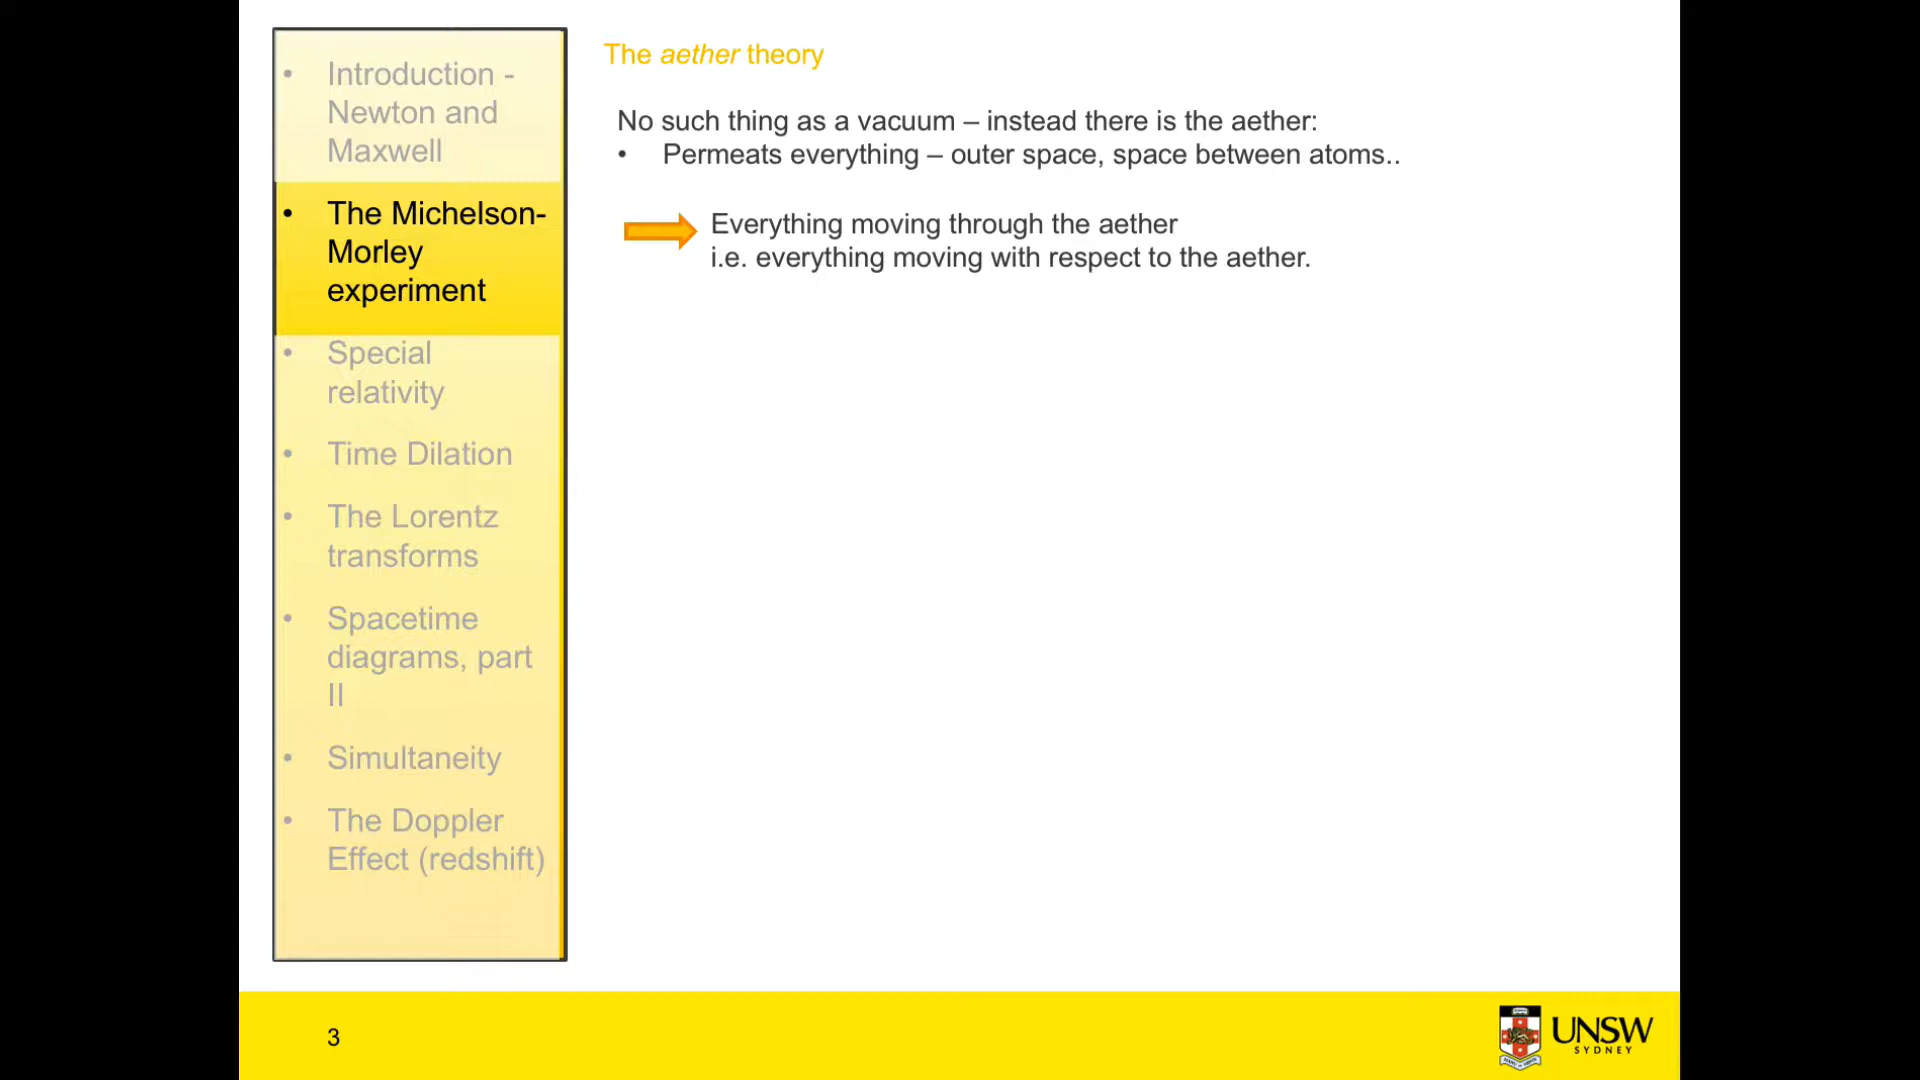 • Introduction -
Newton and
Maxwell
• The Michelson-
Morley
experiment
• Special
relativity
• Time Dilation
• The Lorentz
transforms
• Spacetime
diagrams, part
II
• Simultaneity
• The Doppler
Effect (redshift)
The aether theory
No such thing as a vacuum – instead there is the aether:
• Permeats everything – outer space, space between atoms..
Everything moving through the aether
i.e. everything moving with respect to the aether.
3
UNSW
SYDNEY